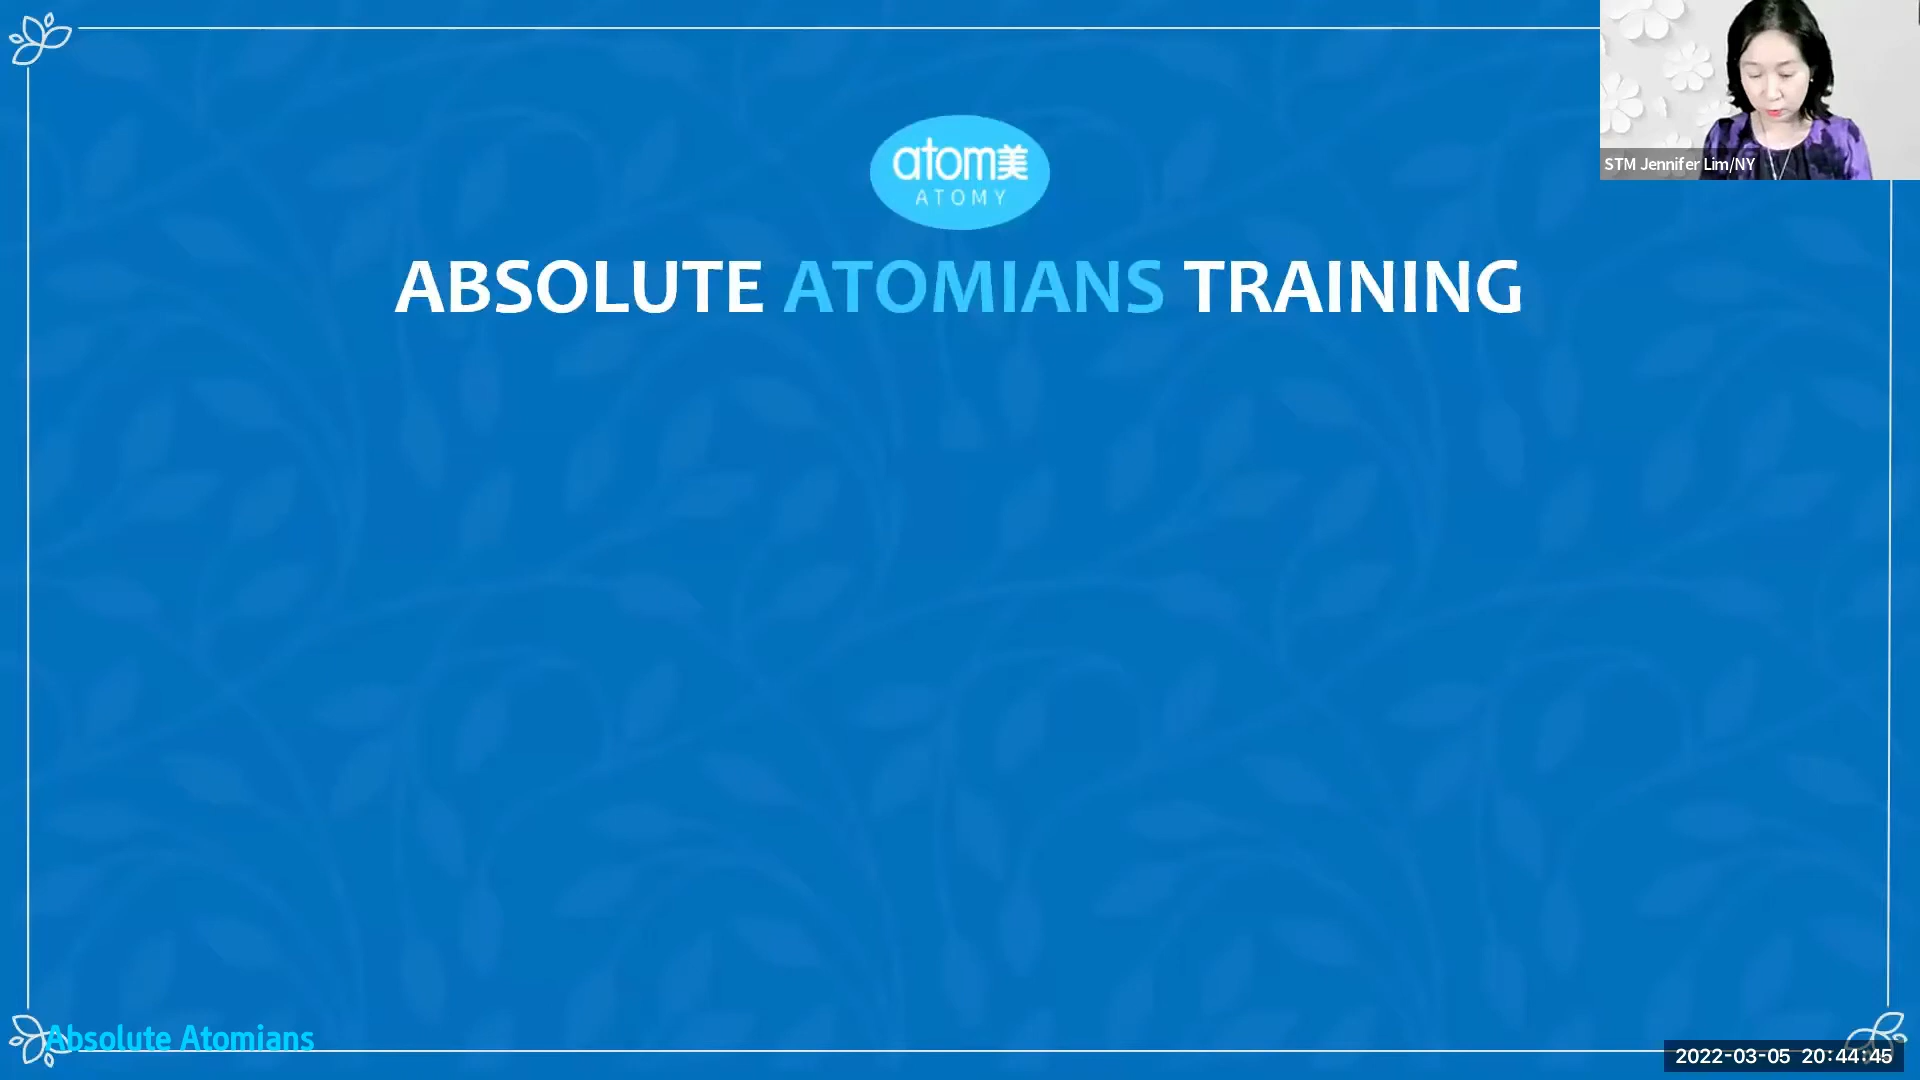 atom美
ATOMY
ABSOLUTE ATOMIANS TRAINING
STM Jennifer Lim/NY
Absolute Atomians
2022-03-05 20:44:45